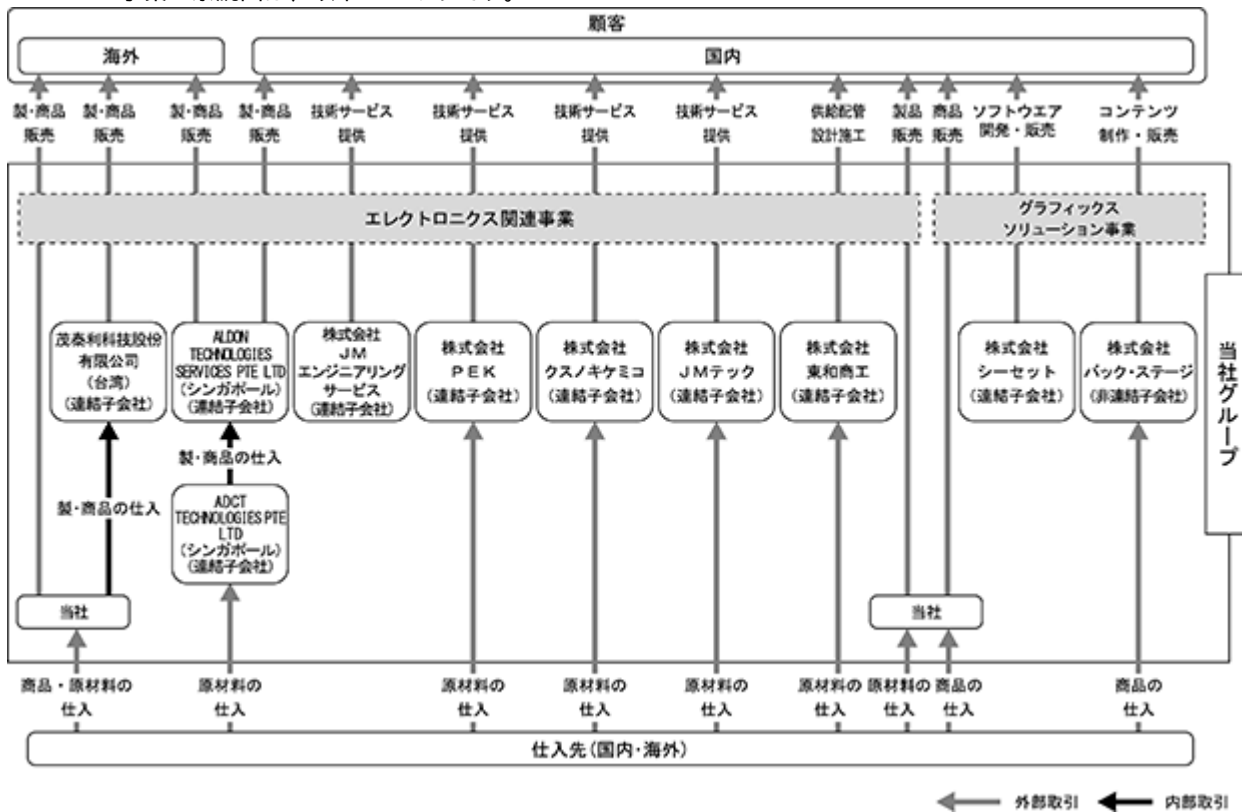 顧客
海外
国内
製・商品
販売
製・商品
販売
製・商品
販売
製・商品
販売
技術サービス
提供
技術サービス
提供
技術サービス
提供
技術サービス
提供
供給配管
設計施工
製品
販売
商品
販売
ソフトウエア
開発・販売
コンテンツ
制作・販売
エレクトロニクス関連事業
グラフィックス
ソリューション事業
茂泰利科技股份
有限公司
(台湾)
(連結子会社)
ALDON
TECHNOLOGIES
SERVICES PTE LTD
(シンガポール)
(連結子会社)
株式会社
JM
エンジニアリング
サービス
(連結子会社)
株式会社
PEK
(連結子会社)
株式会社
クスノキケミコ
(連結子会社)
株式会社
JMテック
(連結子会社)
株式会社
東和商工
(連結子会社)
株式会社
シーセット
(連結子会社)
株式会社
バック・ステージ
(非連結子会社)
当社グループ
製・商品の仕入
製・商品の仕入
ADCT
TECHNOLOGIES PTE
LTD
(シンガポール)
(連結子会社)
当社
当社
商品・原材料の
仕入
原材料の
仕入
原材料の
仕入
原材料の
仕入
原材料の
仕入
原材料の
仕入
原材料の
仕入
商品の
仕入
商品の
仕入
仕入先(国内・海外)
外部取引
内部取引